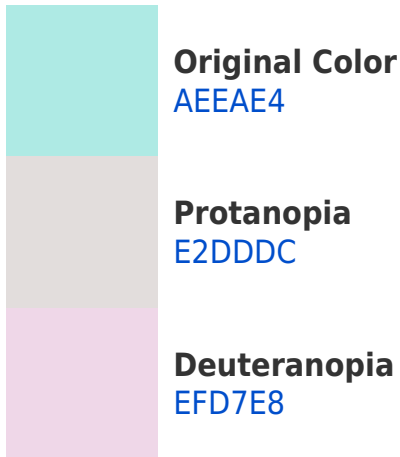 Original Color
AEEAE4
Protanopia
E2DDDC
Deuteranopia
EFD7E8